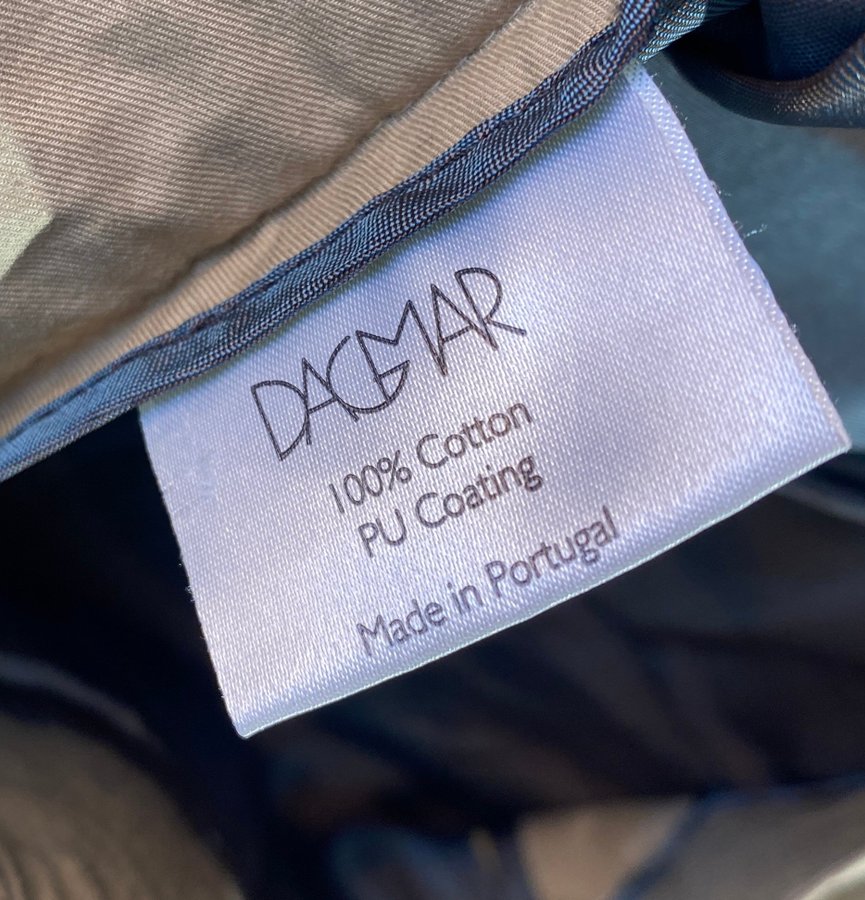 DAGMAR
100% Cotton
PU Coating
Made in Portugal